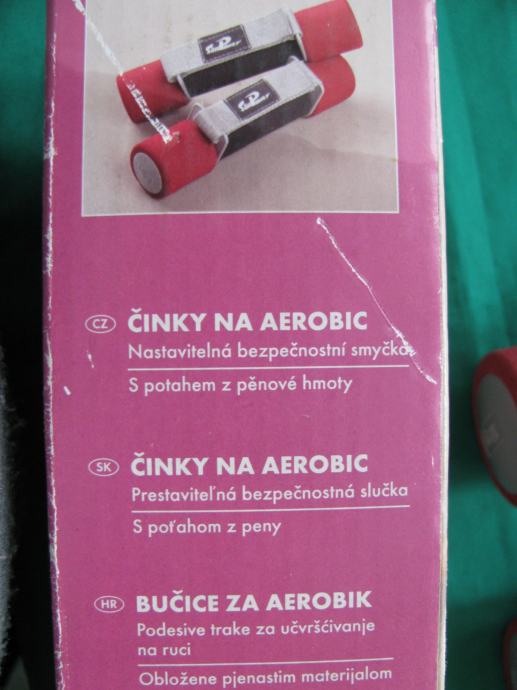 CZ ČINKY NA AEROBIC
Nastavitelná bezpečnostní smyčka
S potahem z pěnové hmoty
SK ČINKY NA AEROBIC
Prestaviteľná bezpečnostná slučka
S poťahom z peny
HR BUČICE ZA AEROBIK
Podesive trake za učvršćivanje
na ruci
Obložene pjenastim materijalom